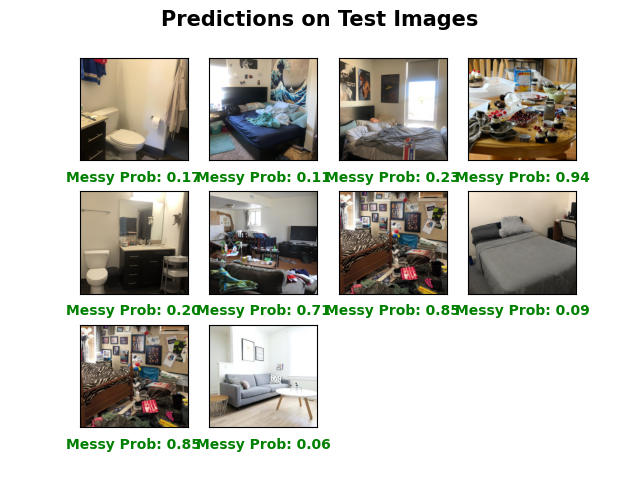 Predictions on Test Images
Messy Prob: 0.17 Messy Prob: 0.11 Messy Prob: 0.23 Messy Prob: 0.94
Messy Prob: 0.20 Messy Prob: 0.71 Messy Prob: 0.85 Messy Prob: 0.09
Messy Prob: 0.85 Messy Prob: 0.06